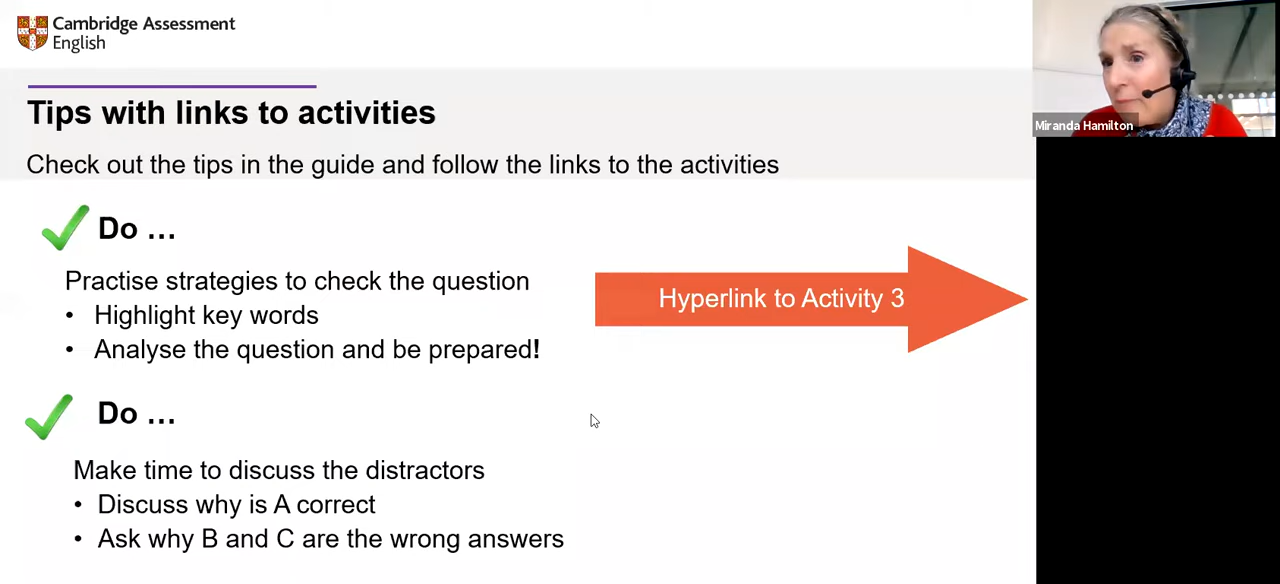 Cambridge Assessment
English
Tips with links to activities
Check out the tips in the guide and follow the links to the activities
Do …
Practise strategies to check the question
• Highlight key words
• Analyse the question and be prepared!
Hyperlink to Activity 3
Do …
Make time to discuss the distractors
• Discuss why is A correct
• Ask why B and C are the wrong answers
Miranda Hamilton